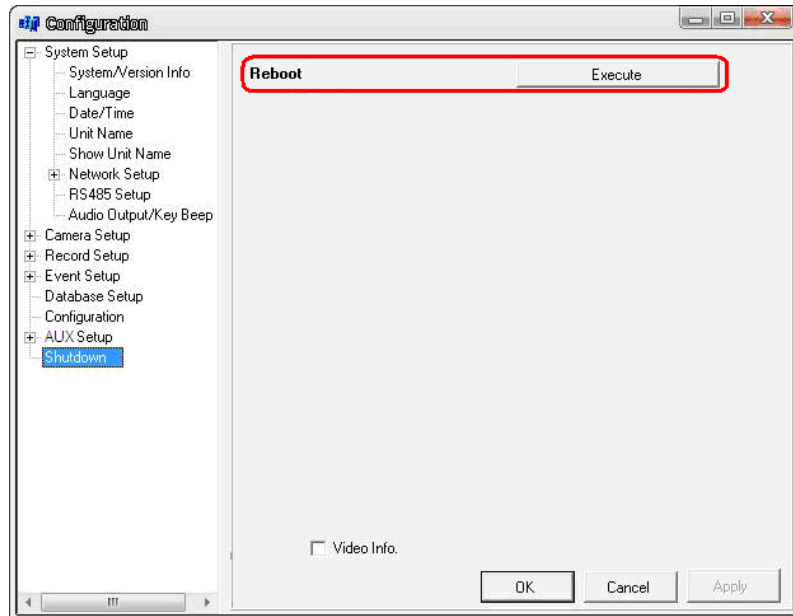 Configuration
System Setup
System/Version Info
Language
Date/Time
Unit Name
Show Unit Name
Network Setup
RS485 Setup
Audio Output/Key Beep
Camera Setup
Record Setup
Event Setup
Database Setup
Configuration
AUX Setup
Shutdown
Reboot Execute
Video Info.
OK Cancel Apply